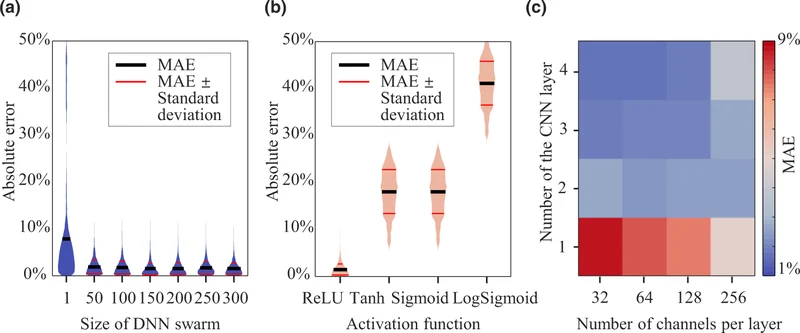 (a)
50%
40%
30%
20%
10%
0%
Absolute error
MAE
MAE ±
Standard
deviation
1 50 100 150 200 250 300
Size of DNN swarm
(b)
50%
40%
30%
20%
10%
0%
Absolute error
MAE
MAE ±
Standard
deviation
ReLU Tanh Sigmoid LogSigmoid
Activation function
(c)
4
3
2
1
Number of the CNN layer
32 64 128 256
Number of channels per layer
9%
MAE
1%